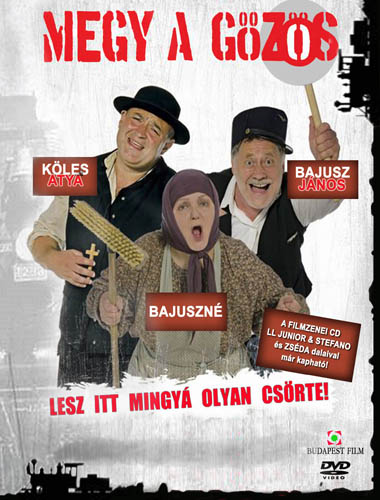 MEGY A GŐZÖS
KÖLES
ATYA
BAJUSZ
JÁNOS
BAJUSZNÉ
A FILMZENEI CD
LL JUNIOR & STEFANO
és ZSÉDA dalaival
már kapható!
LESZ ITT MINGYÁ OLYAN CSÖRTE!
BUDAPEST FILM
DVD
VIDEO